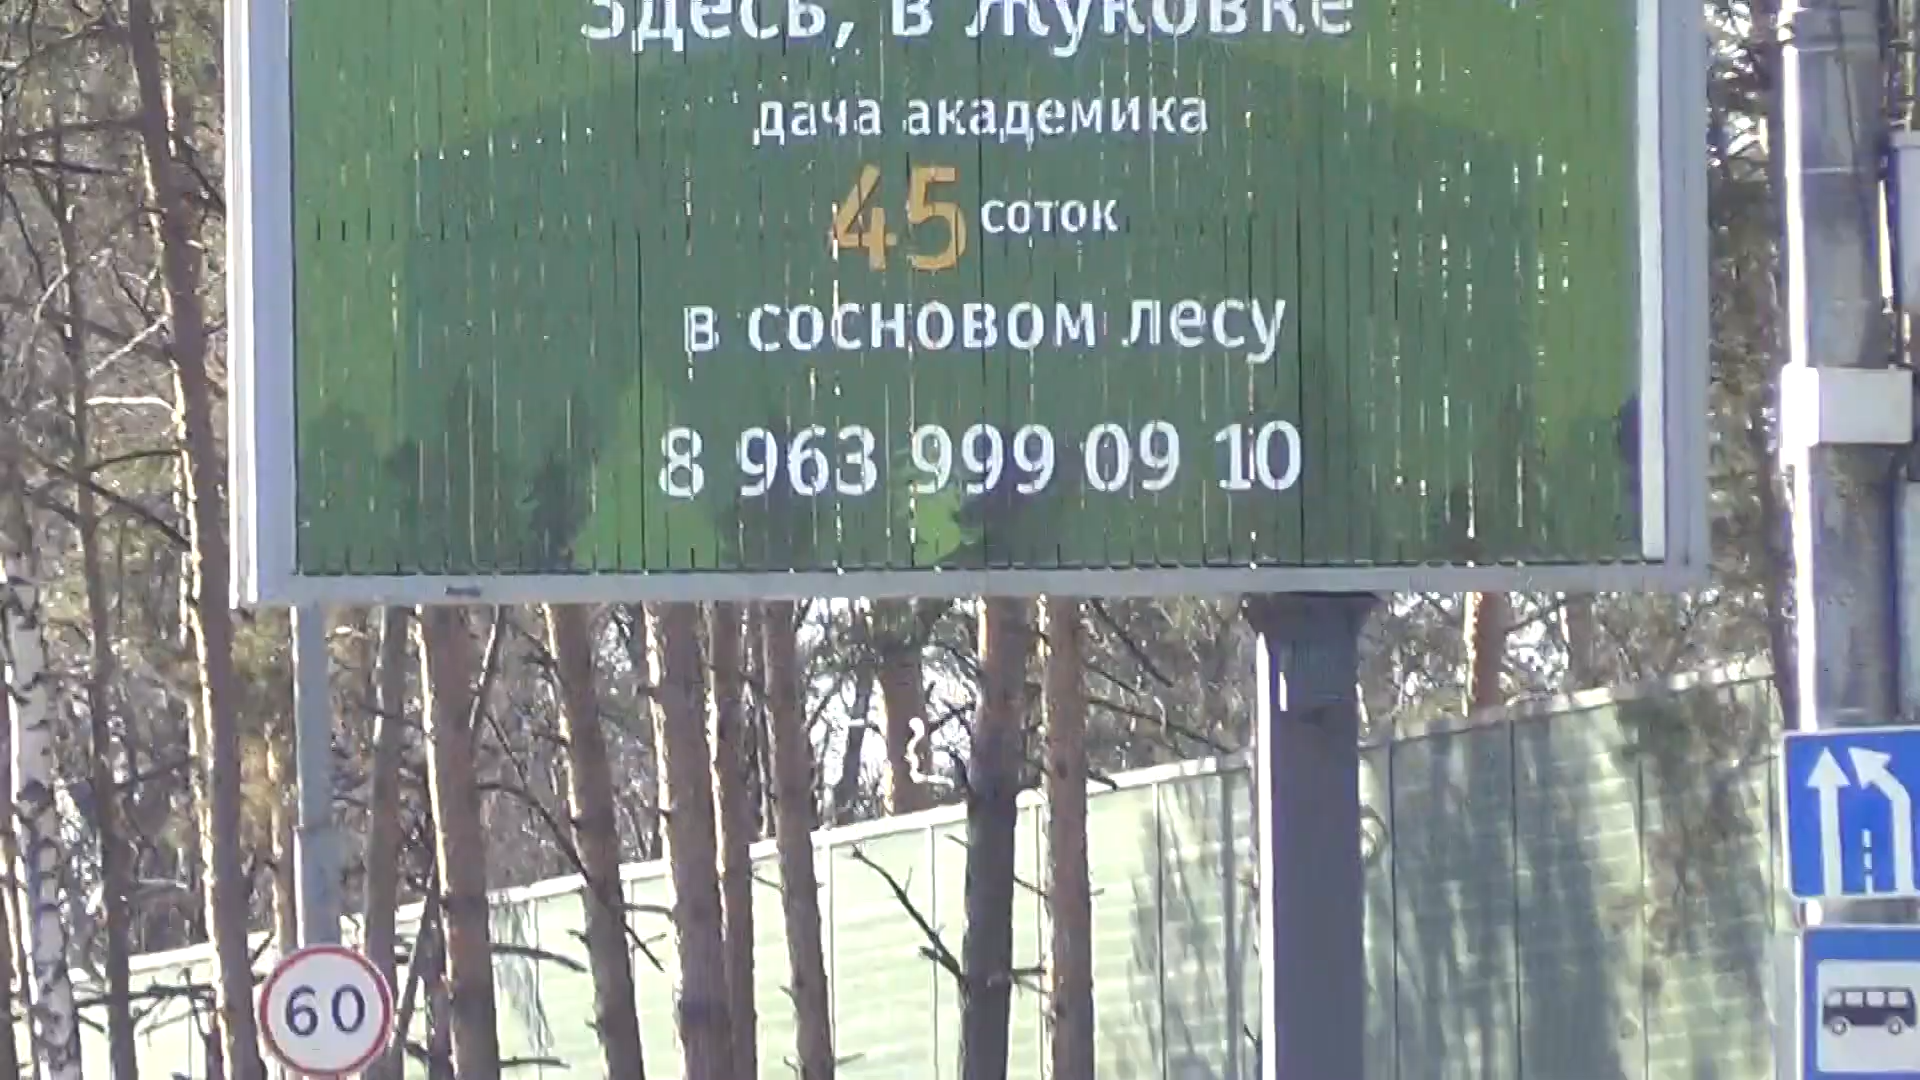 Здесь, в Жуковке
дача академика
45 соток
в сосновом лесу
8 963 999 09 10
60